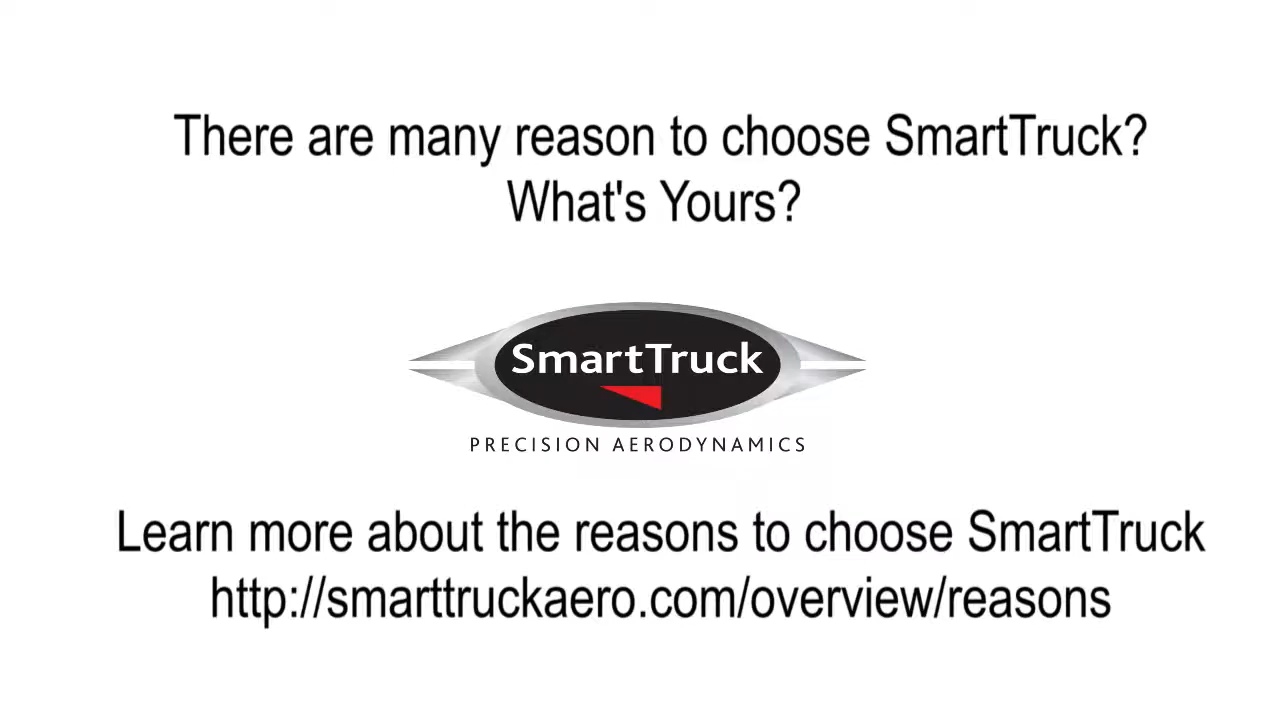 There are many reason to choose SmartTruck?
What's Yours?
SmartTruck
PRECISION AERODYNAMICS
Learn more about the reasons to choose SmartTruck
http://smarttruckaero.com/overview/reasons